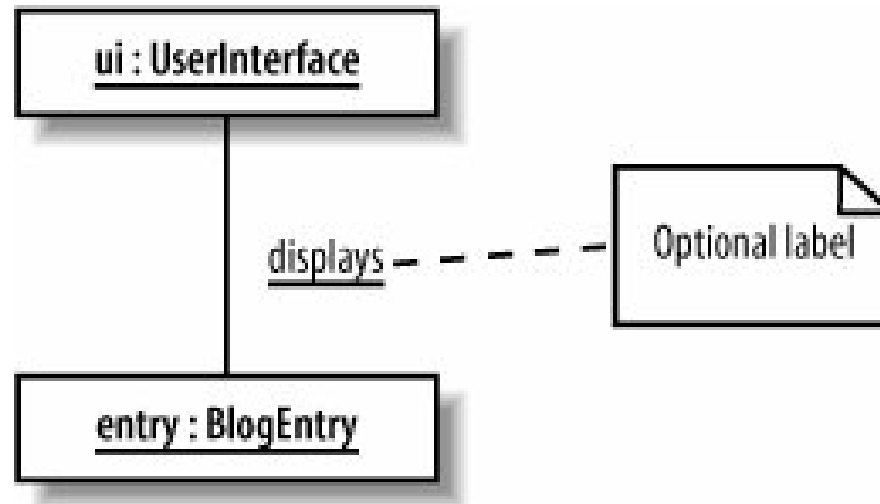 ui : UserInterface
displays
Optional label
entry : BlogEntry